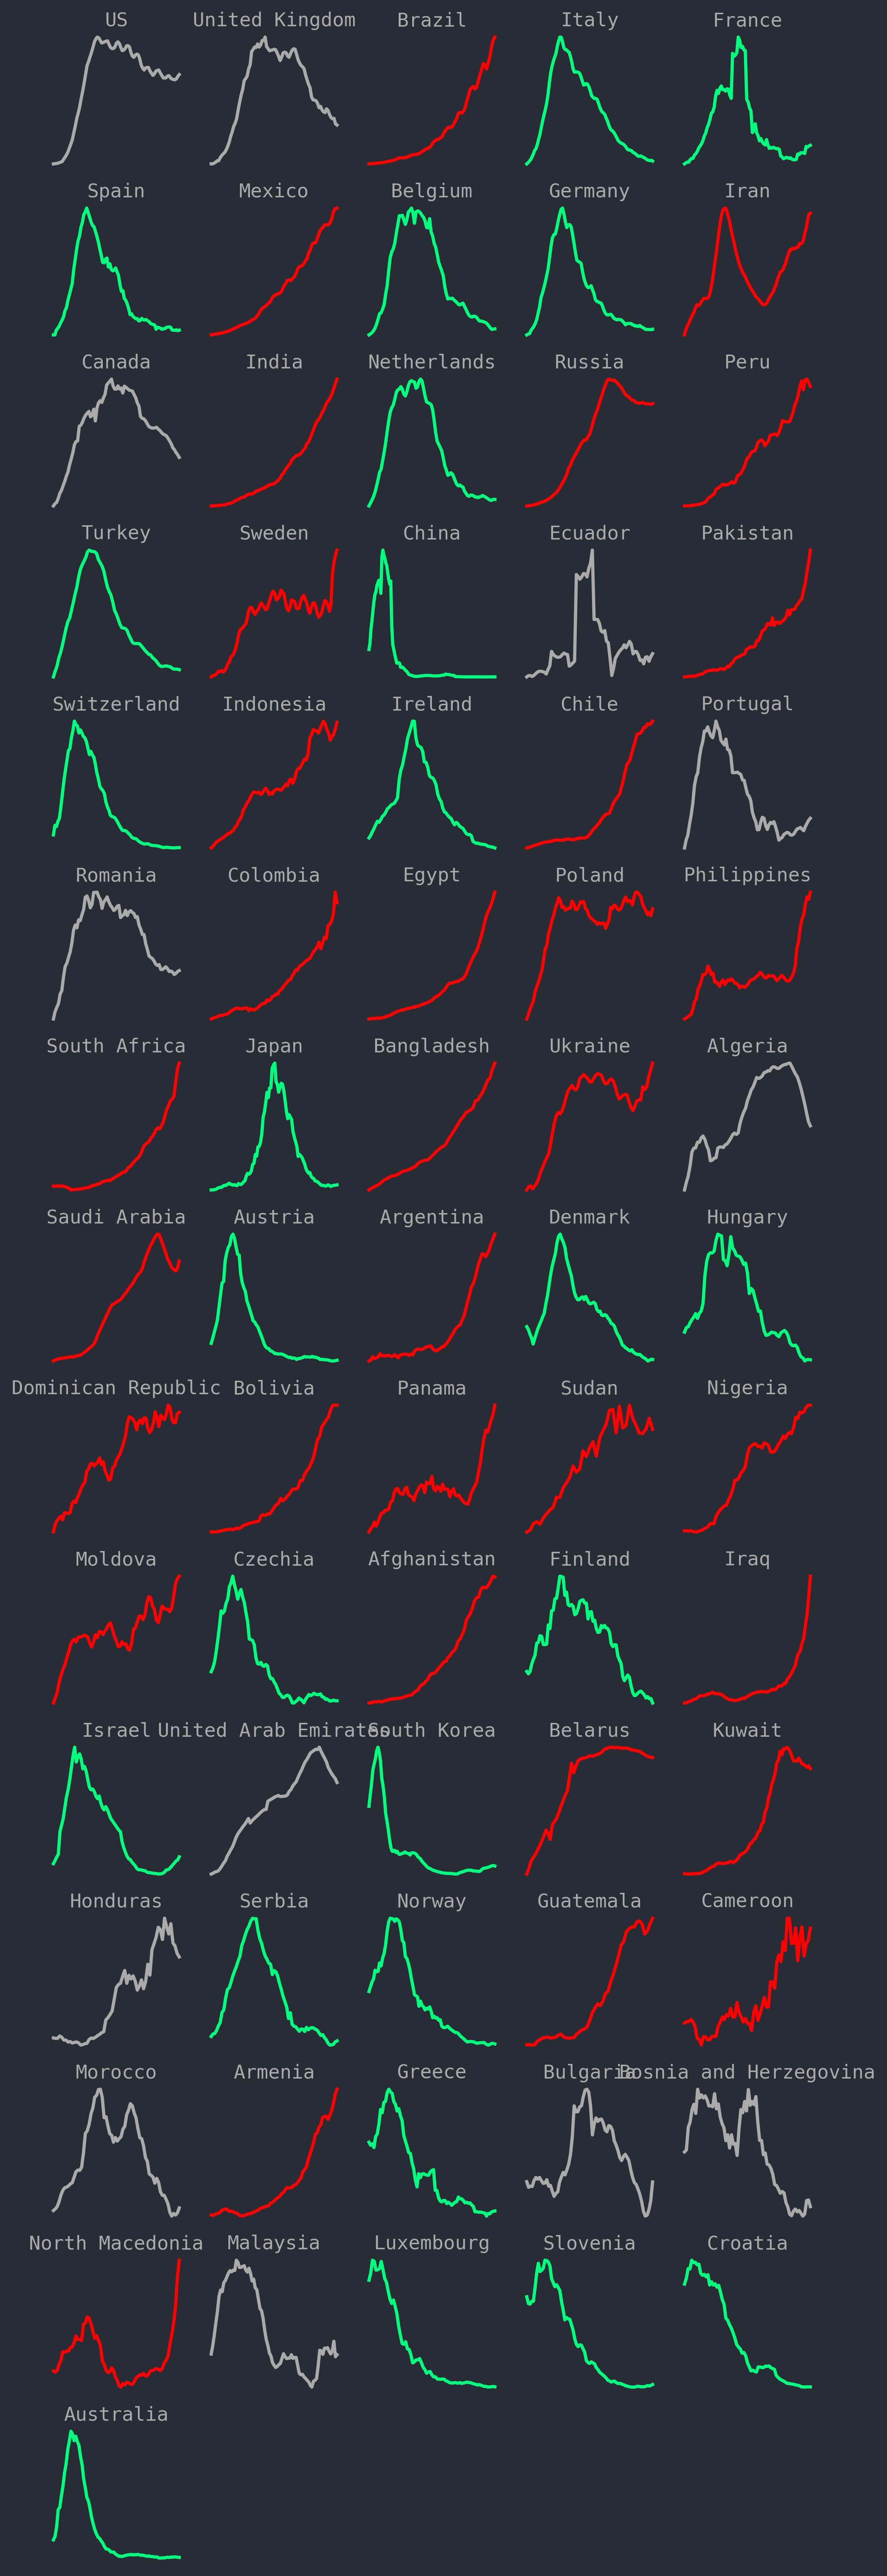 US United Kingdom Brazil Italy France
Spain Mexico Belgium Germany Iran
Canada India Netherlands Russia Peru
Turkey Sweden China Ecuador Pakistan
Switzerland Indonesia Ireland Chile Portugal
Romania Colombia Egypt Poland Philippines
South Africa Japan Bangladesh Ukraine Algeria
Saudi Arabia Austria Argentina Denmark Hungary
Dominican Republic Bolivia Panama Sudan Nigeria
Moldova Czechia Afghanistan Finland Iraq
Israel United Arab Emirates South Korea Belarus Kuwait
Honduras Serbia Norway Guatemala Cameroon
Morocco Armenia Greece Bulgaria Bosnia and Herzegovina
North Macedonia Malaysia Luxembourg Slovenia Croatia
Australia